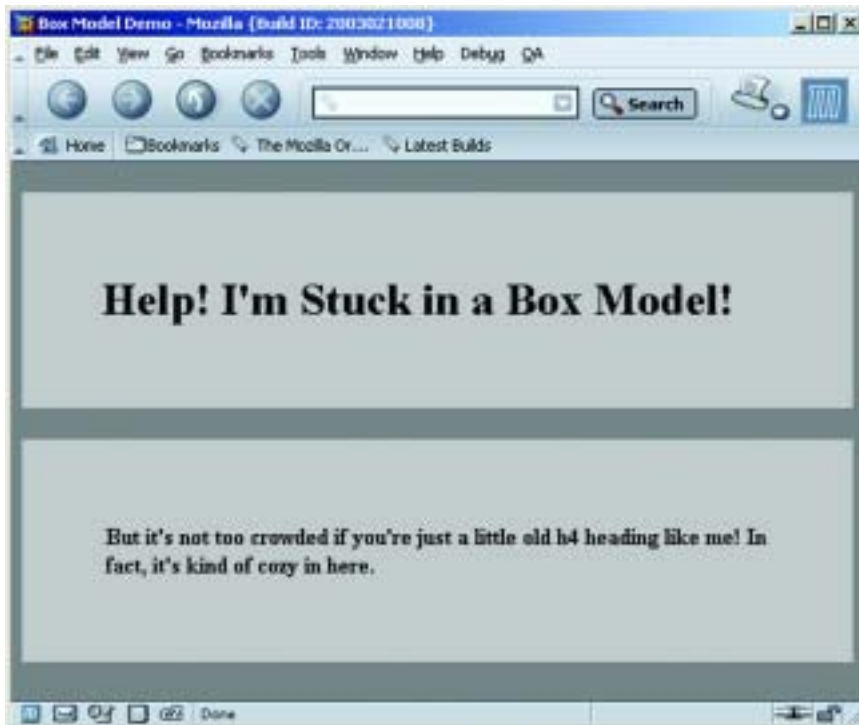 Box Model Demo - Mozilla {Build ID: 2003021008}
File Edit View Go Bookmarks Tools Window Help Debug QA
Search
Home Bookmarks The Mozilla Or... Latest Builds
Help! I'm Stuck in a Box Model!
But it's not too crowded if you're just a little old h4 heading like me! In
fact, it's kind of cozy in here.
Done